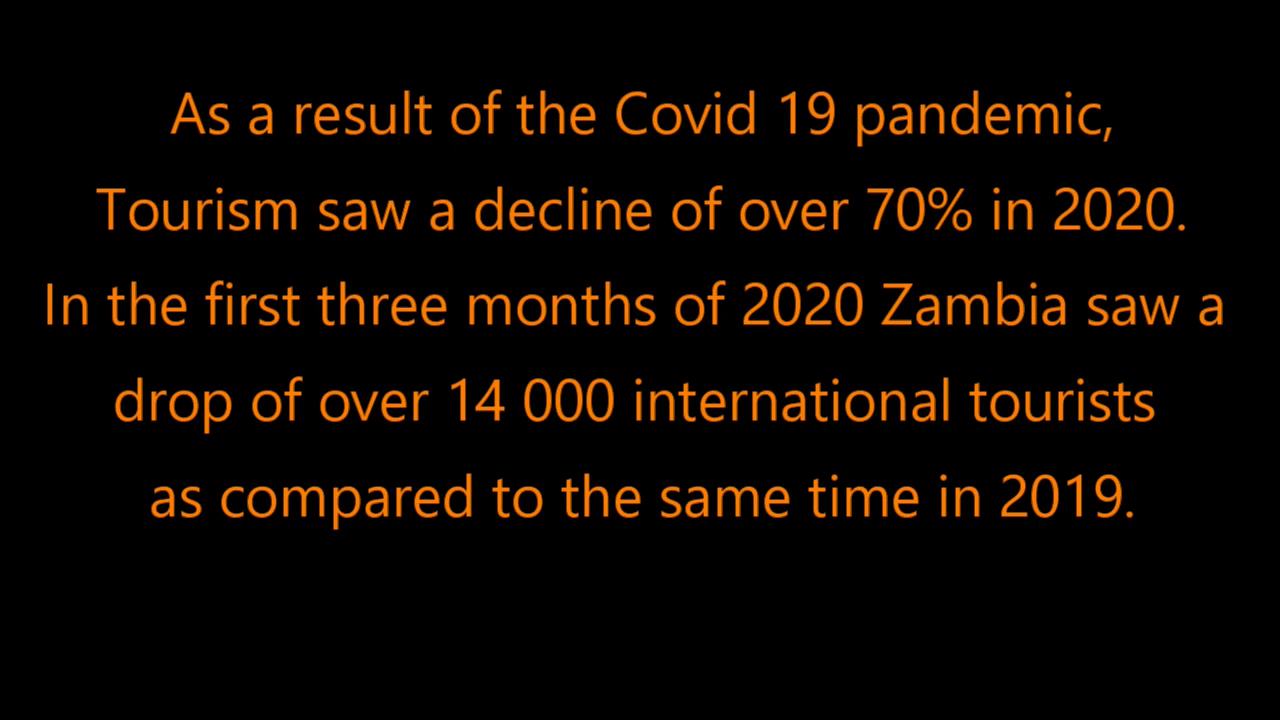 As a result of the Covid 19 pandemic,
Tourism saw a decline of over 70% in 2020.
In the first three months of 2020 Zambia saw a
drop of over 14 000 international tourists
as compared to the same time in 2019.